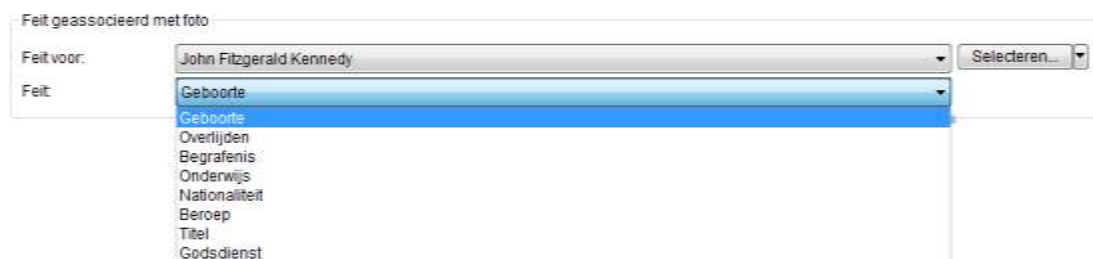 Feit geassocieerd met foto
Feit voor: John Fitzgerald Kennedy Selecteren...
Feit: Geboorte
Geboorte
Overlijden
Begrafenis
Onderwijs
Nationaliteit
Beroep
Titel
Godsdienst